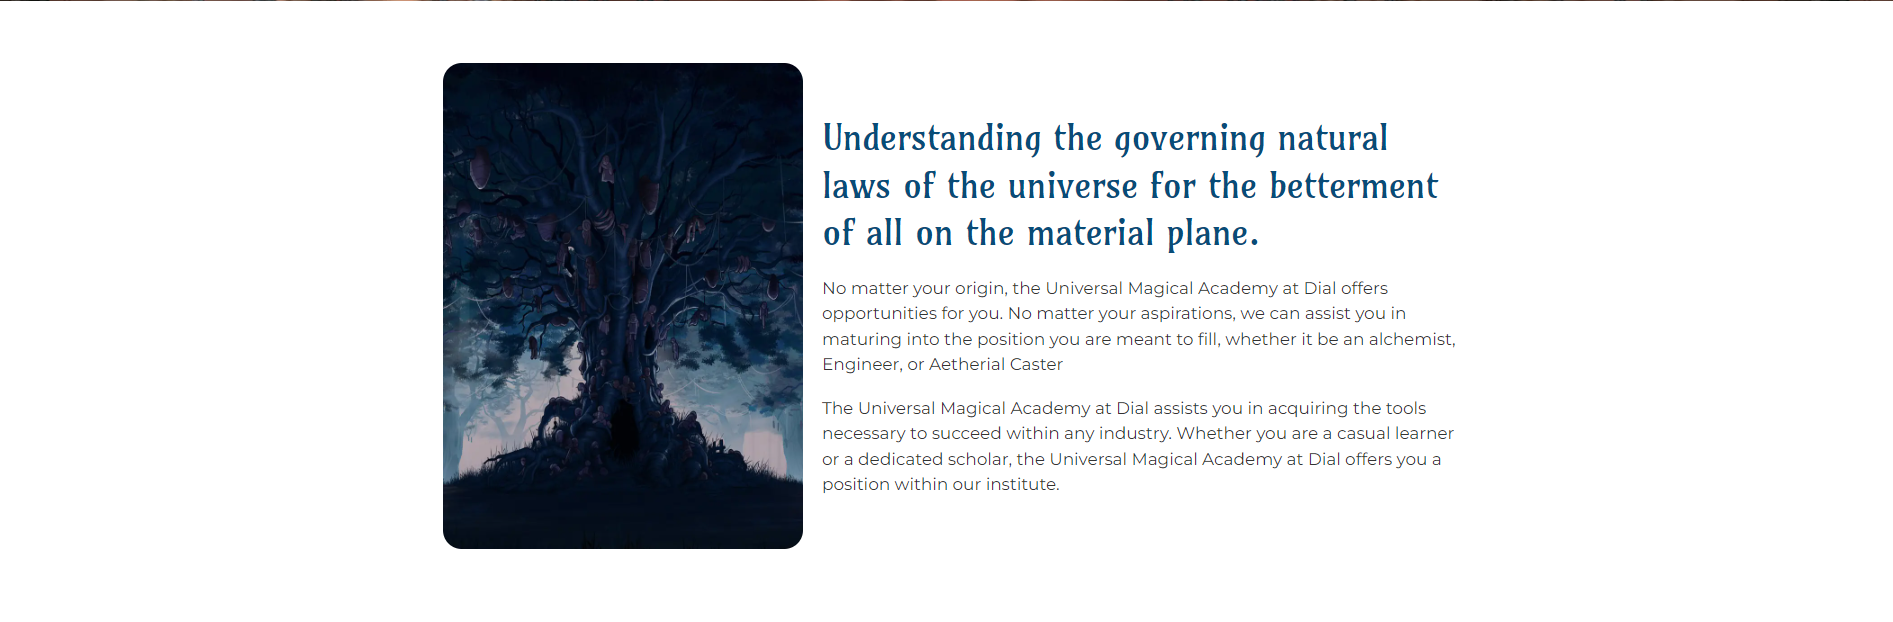 Understanding the governing natural
laws of the universe for the betterment
of all on the material plane.
No matter your origin, the Universal Magical Academy at Dial offers
opportunities for you. No matter your aspirations, we can assist you in
maturing into the position you are meant to fill, whether it be an alchemist,
Engineer, or Aetherial Caster
The Universal Magical Academy at Dial assists you in acquiring the tools
necessary to succeed within any industry. Whether you are a casual learner
or a dedicated scholar, the Universal Magical Academy at Dial offers you a
position within our institute.